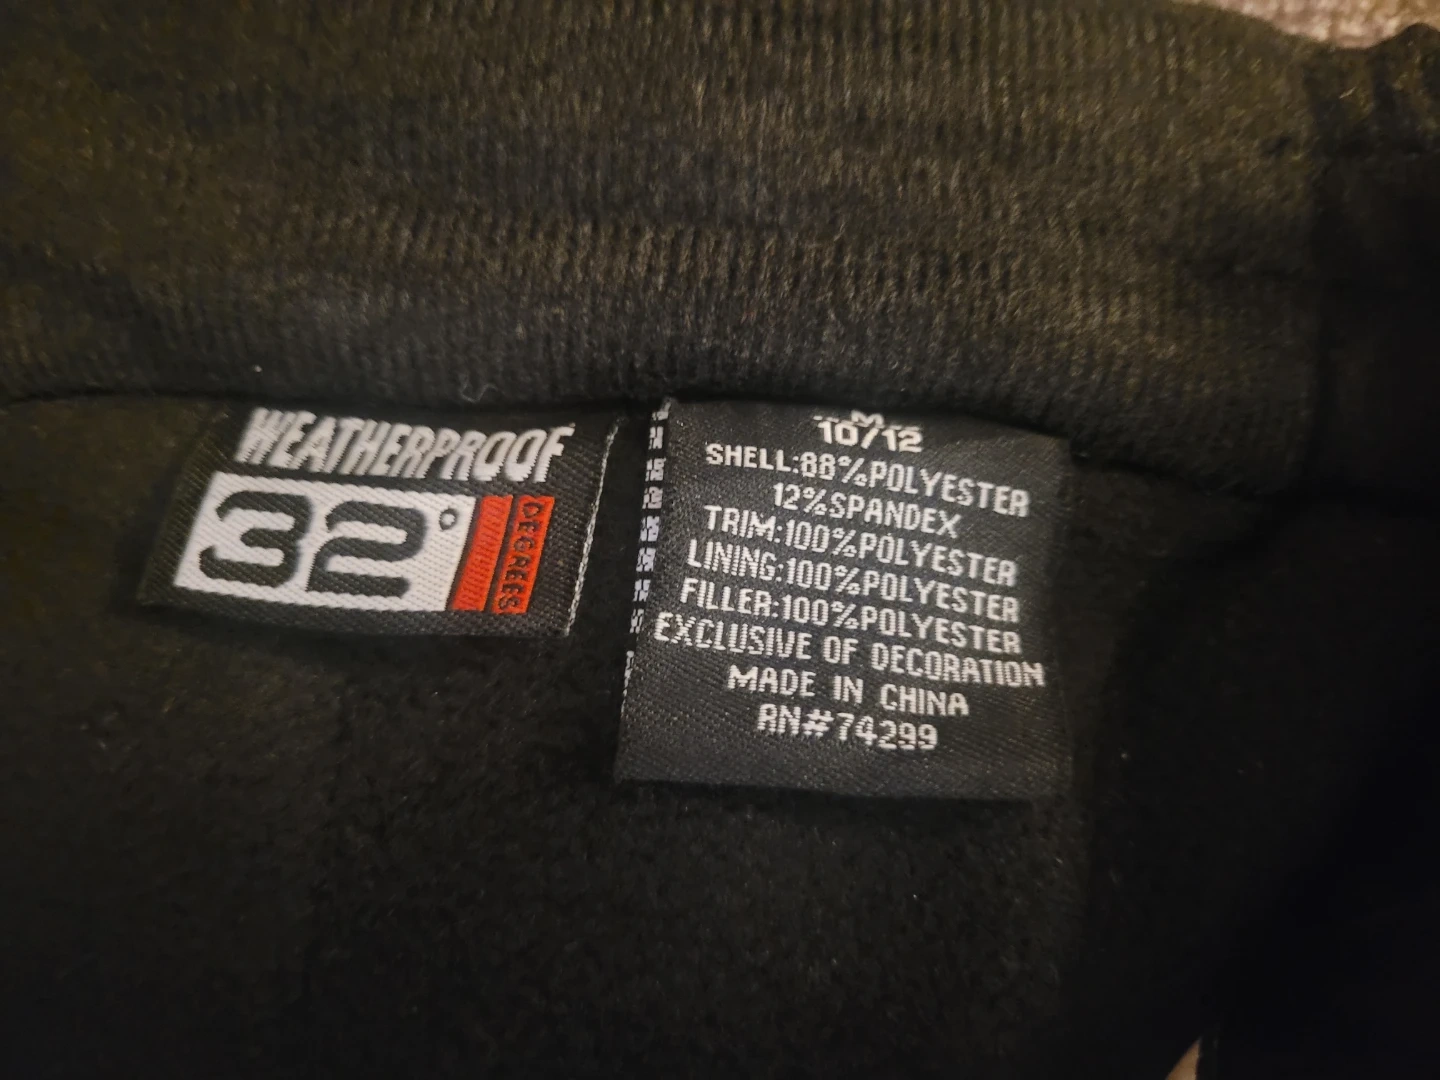 WEATHERPROOF
32°
DEGREES
M
10/12
SHELL:88%POLYESTER
12%SPANDEX
TRIM:100%POLYESTER
LINING:100%POLYESTER
FILLER:100%POLYESTER
EXCLUSIVE OF DECORATION
MADE IN CHINA
RN#74299